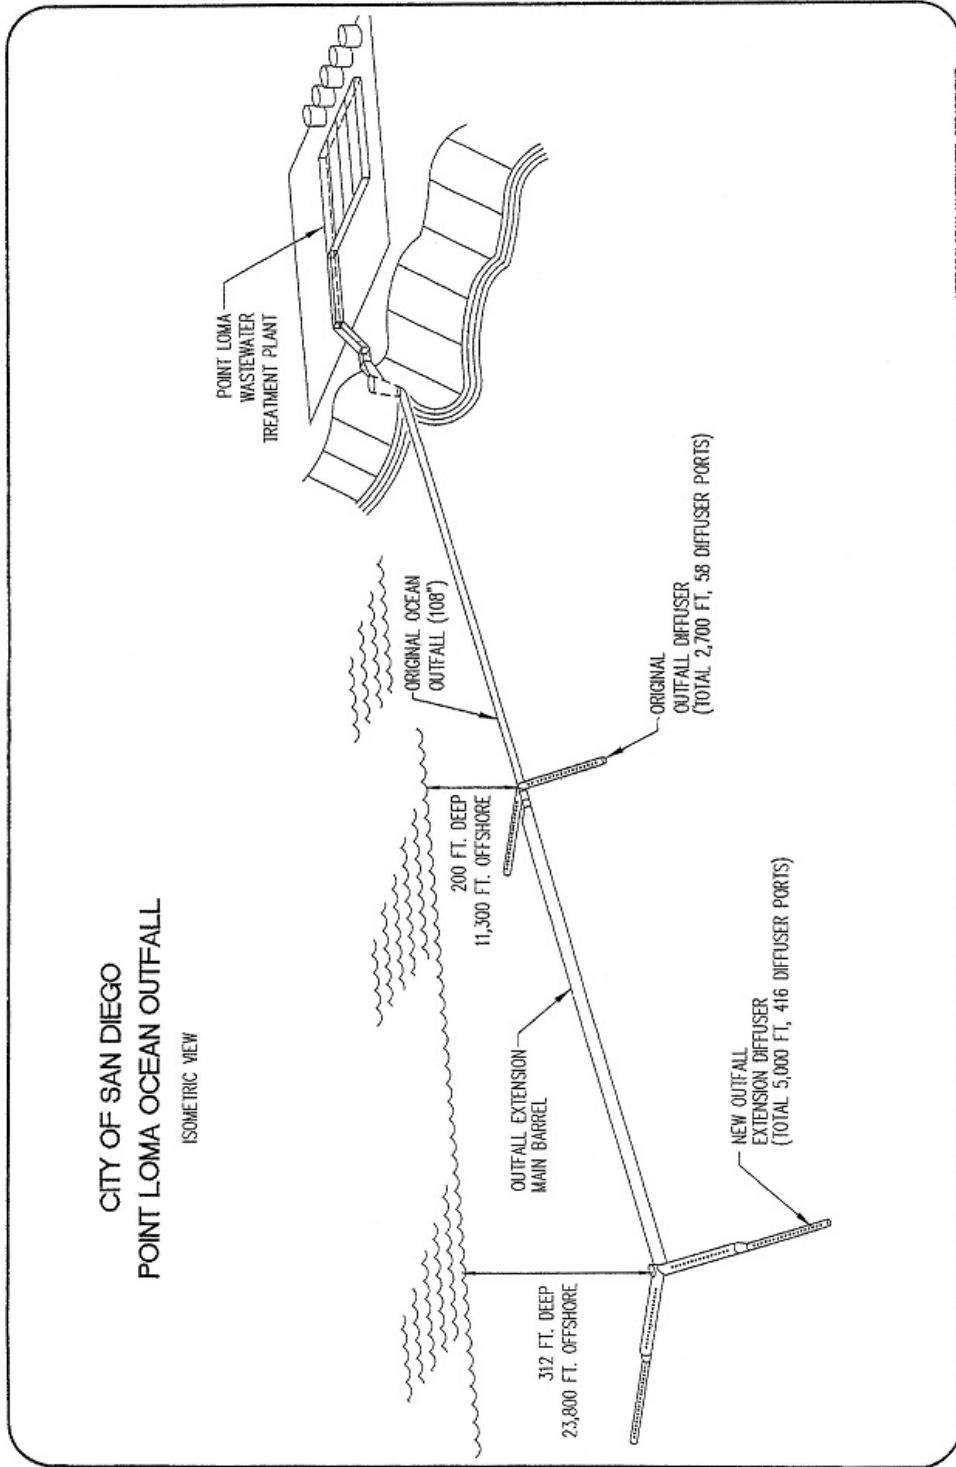 CITY OF SAN DIEGO
POINT LOMA OCEAN OUTFALL
ISOMETRIC VIEW
POINT LOMA
WASTEWATER
TREATMENT PLANT
ORIGINAL OCEAN
OUTFALL (108")
200 FT. DEEP
11,300 FT. OFFSHORE
ORIGINAL
OUTFALL DIFFUSER
(TOTAL 2,700 FT, 58 DIFFUSER PORTS)
OUTFALL EXTENSION
MAIN BARREL
312 FT. DEEP
23,800 FT. OFFSHORE
NEW OUTFALL
EXTENSION DIFFUSER
(TOTAL 5,000 FT, 416 DIFFUSER PORTS)